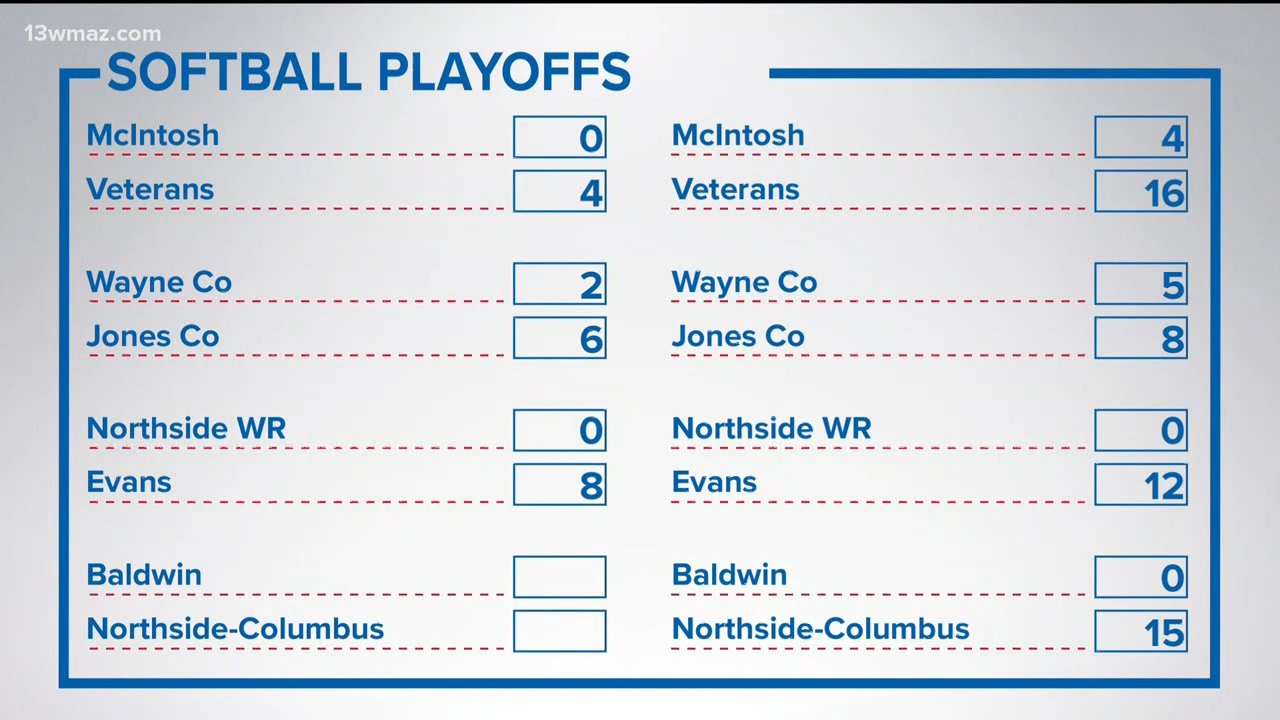 13wmaz.com
SOFTBALL PLAYOFFS
McIntosh 0
Veterans 4
Wayne Co 2
Jones Co 6
Northside WR 0
Evans 8
Baldwin
Northside-Columbus
McIntosh 4
Veterans 16
Wayne Co 5
Jones Co 8
Northside WR 0
Evans 12
Baldwin 0
Northside-Columbus 15